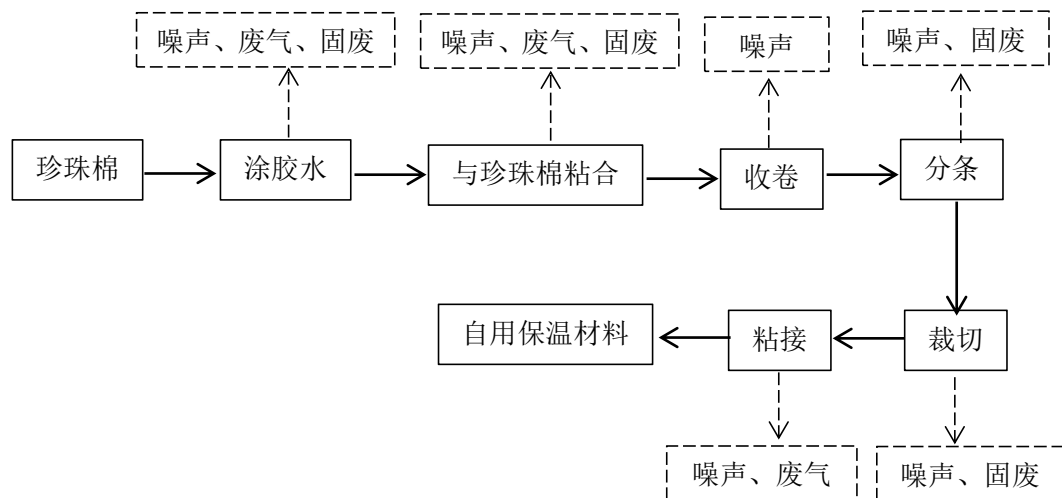 噪声、废气、固废
噪声、废气、固废
噪声
噪声、固废
珍珠棉
涂胶水
与珍珠棉粘合
收卷
分条
自用保温材料
粘接
裁切
噪声、废气
噪声、固废